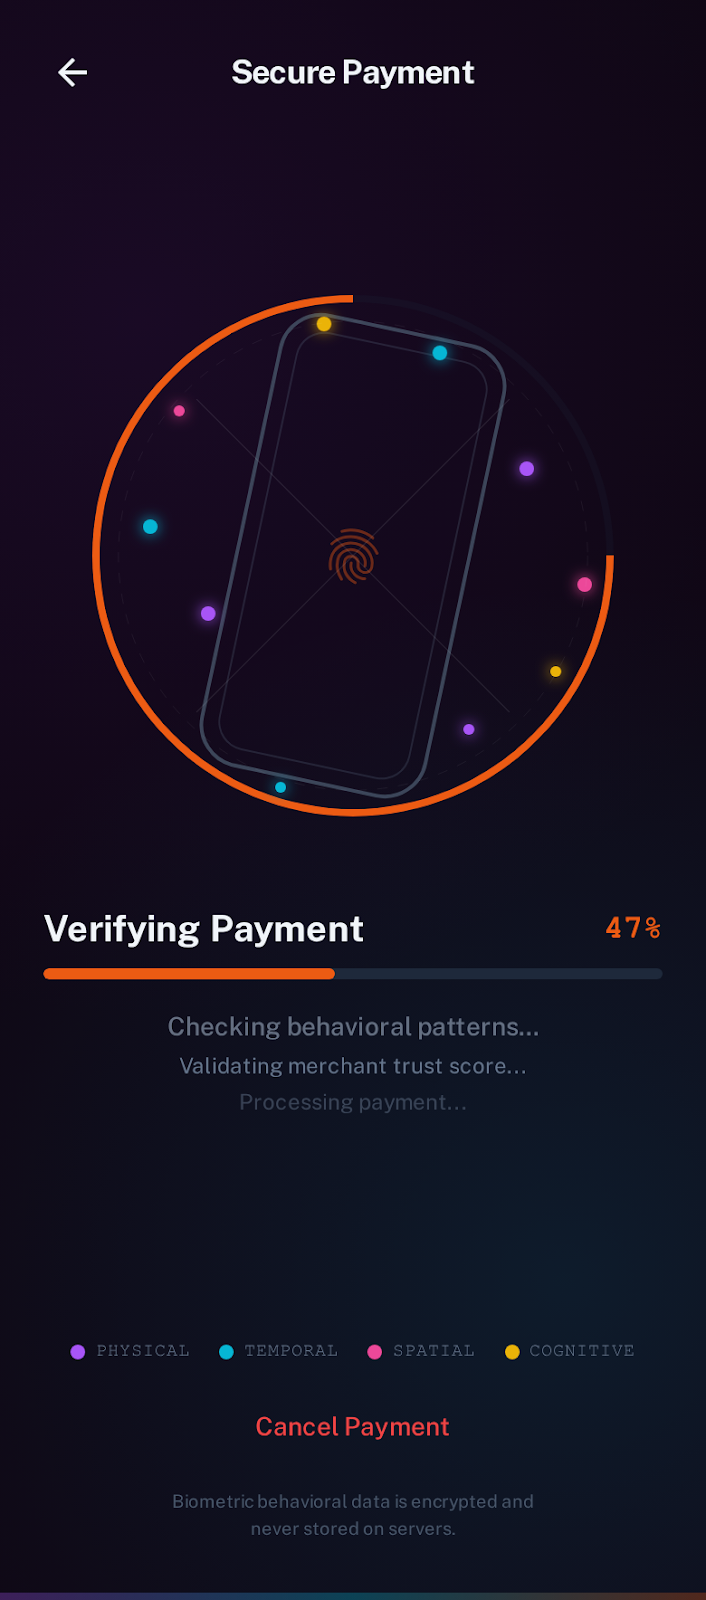 Secure Payment
Verifying Payment 47%
Checking behavioral patterns...
Validating merchant trust score...
Processing payment...
PHYSICAL TEMPORAL SPATIAL COGNITIVE
Cancel Payment
Biometric behavioral data is encrypted and
never stored on servers.